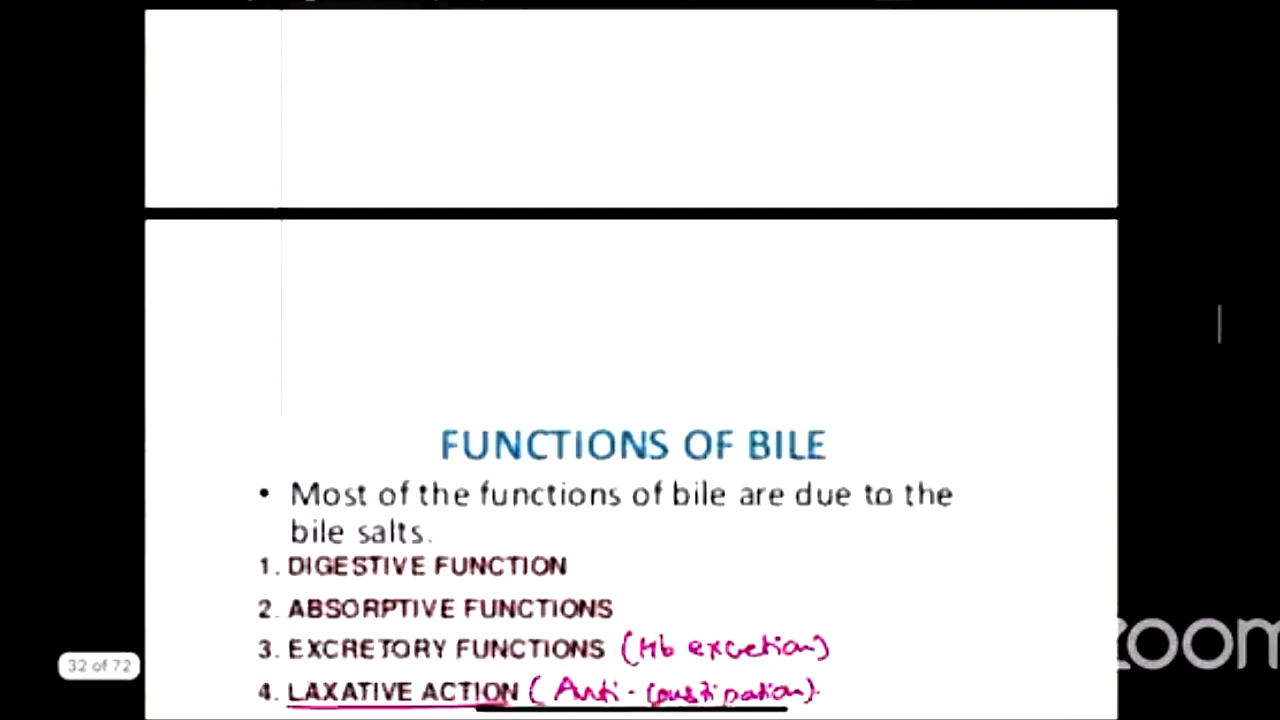 FUNCTIONS OF BILE
• Most of the functions of bile are due to the
bile salts.
1. DIGESTIVE FUNCTION
2. ABSORPTIVE FUNCTIONS
3. EXCRETORY FUNCTIONS (Hb excretion)
4. LAXATIVE ACTION (Anti-constipation)
32 of 72
zoom